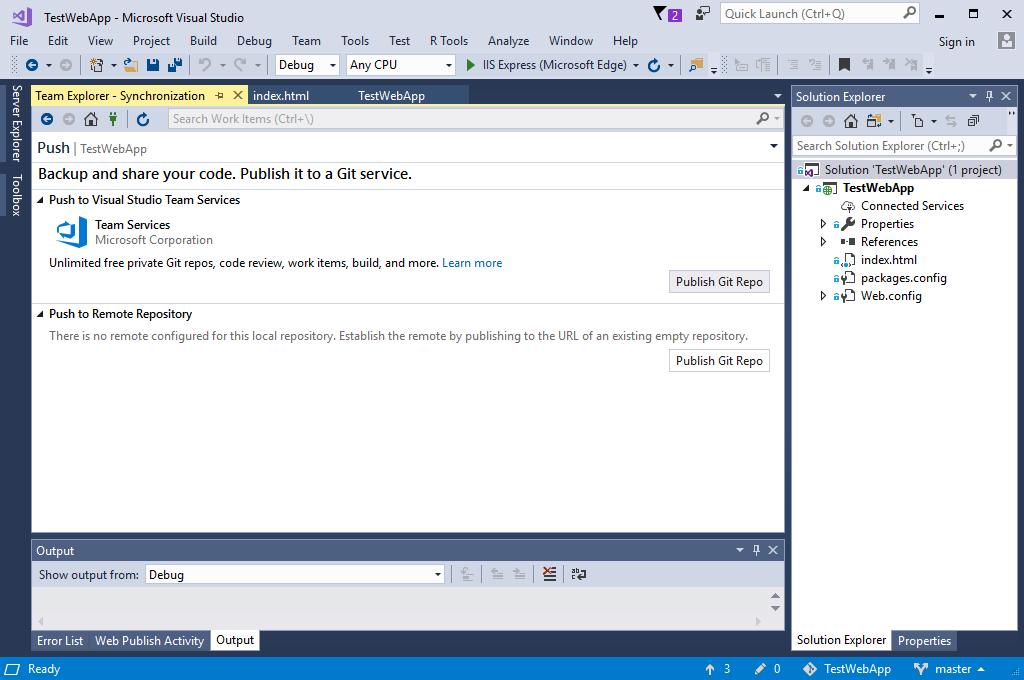 TestWebApp - Microsoft Visual Studio
2
Quick Launch (Ctrl+Q)
File Edit View Project Build Debug Team Tools Test R Tools Analyze Window Help
Sign in
Debug Any CPU IIS Express (Microsoft Edge)
Server Explorer
Toolbox
Team Explorer - Synchronization index.html TestWebApp
Search Work Items (Ctrl+\)
Push | TestWebApp
Backup and share your code. Publish it to a Git service.
Push to Visual Studio Team Services
Team Services
Microsoft Corporation
Unlimited free private Git repos, code review, work items, build, and more. Learn more
Publish Git Repo
Push to Remote Repository
There is no remote configured for this local repository. Establish the remote by publishing to the URL of an existing empty repository.
Publish Git Repo
Output
Show output from: Debug
Error List Web Publish Activity Output
Solution Explorer
Search Solution Explorer (Ctrl+;)
Solution 'TestWebApp' (1 project)
TestWebApp
Connected Services
Properties
References
index.html
packages.config
Web.config
Solution Explorer Properties
Ready 3 0 TestWebApp master